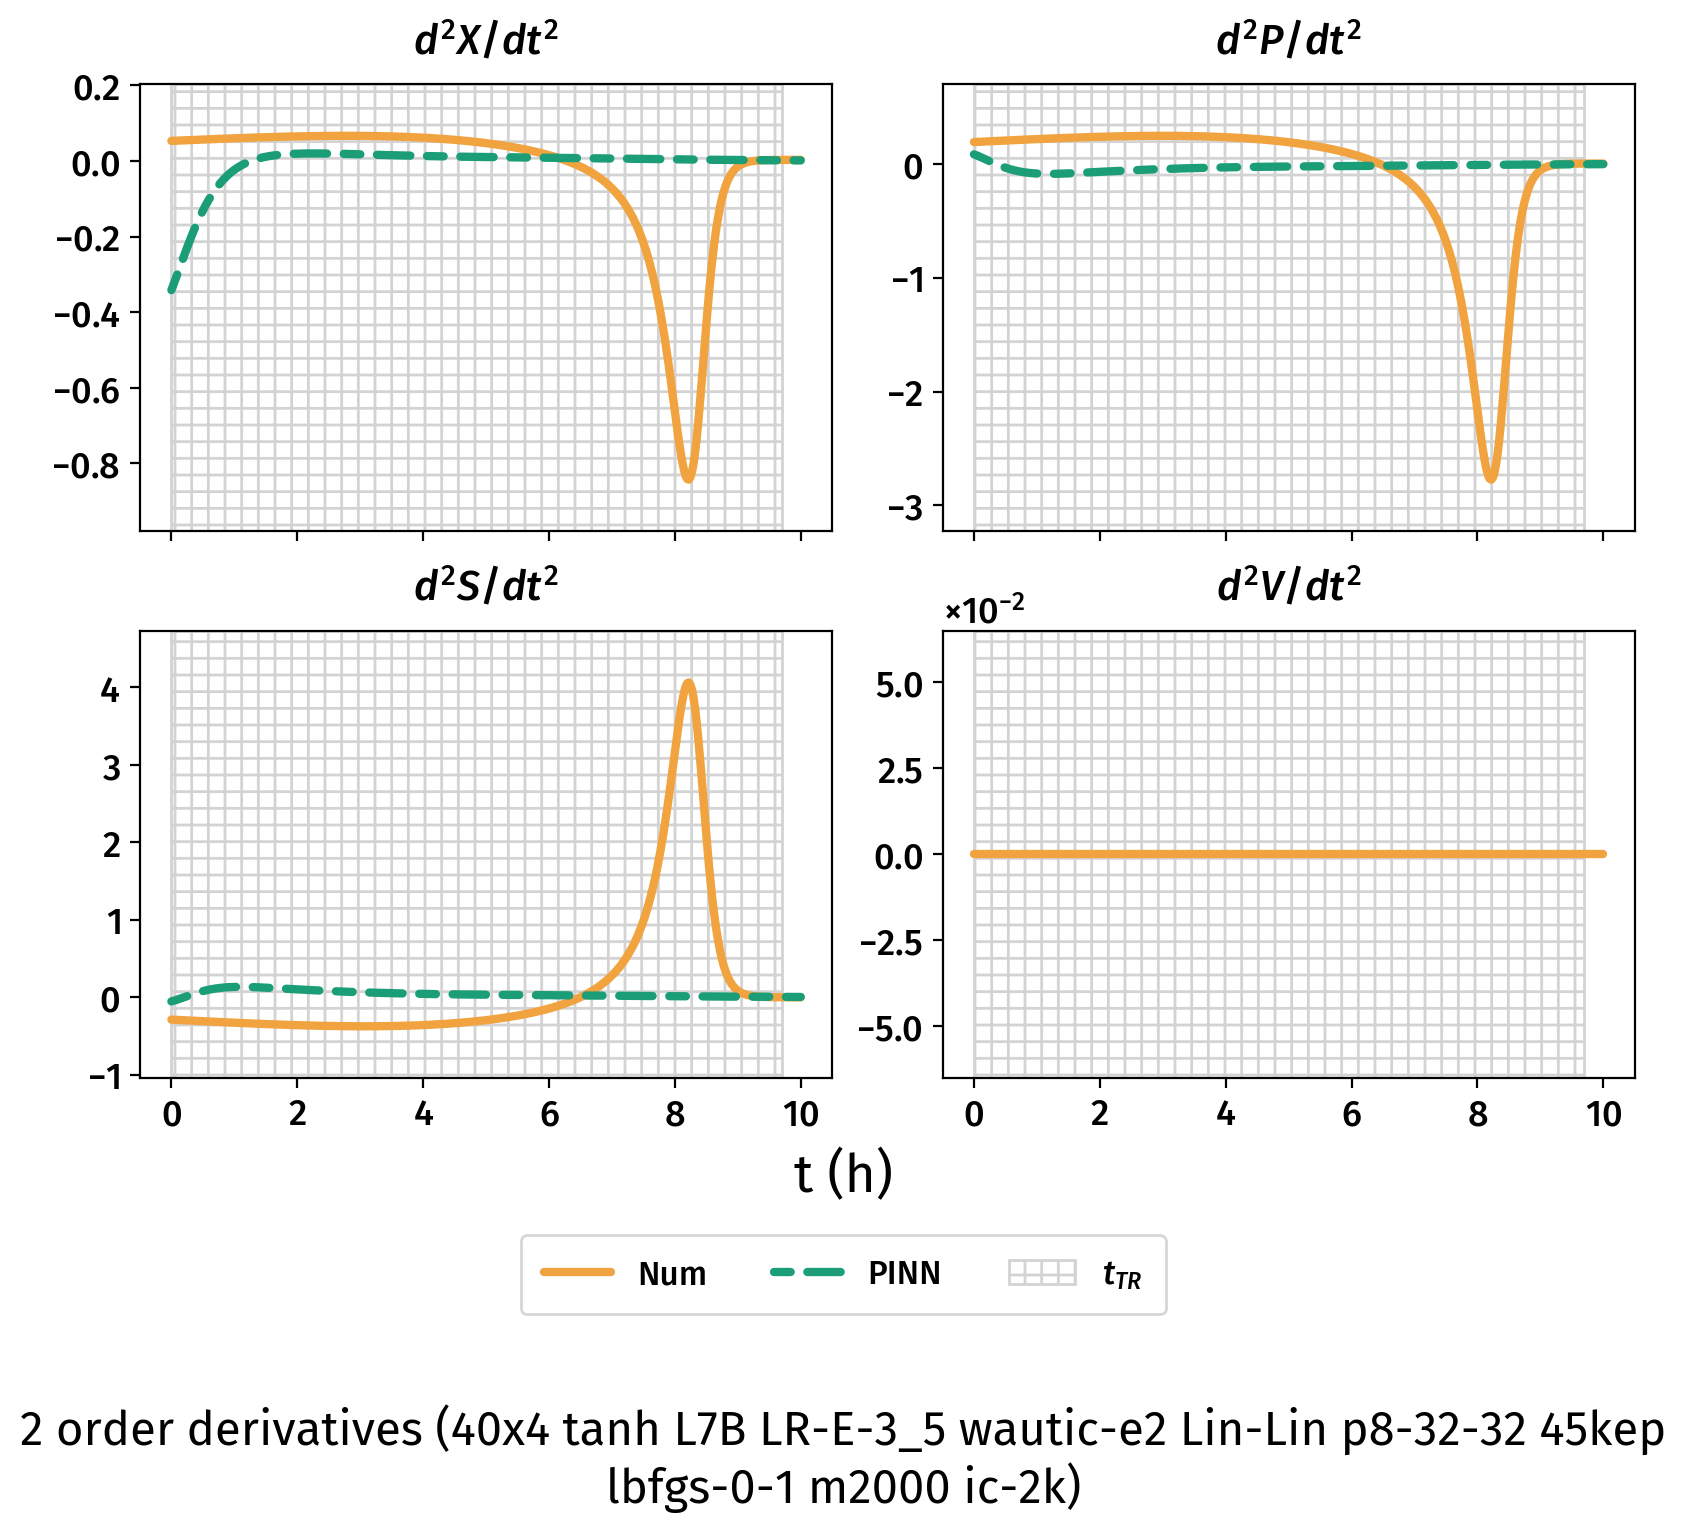 d²X/dt²
0.2
0.0
−0.2
−0.4
−0.6
−0.8
d²P/dt²
0
−1
−2
−3
d²S/dt²
4
3
2
1
0
−1
0 2 4 6 8 10
d²V/dt²
×10⁻²
5.0
2.5
0.0
−2.5
−5.0
0 2 4 6 8 10
t (h)
Num PINN t_TR
2 order derivatives (40x4 tanh L7B LR-E-3_5 wautic-e2 Lin-Lin p8-32-32 45kep
lbfgs-0-1 m2000 ic-2k)